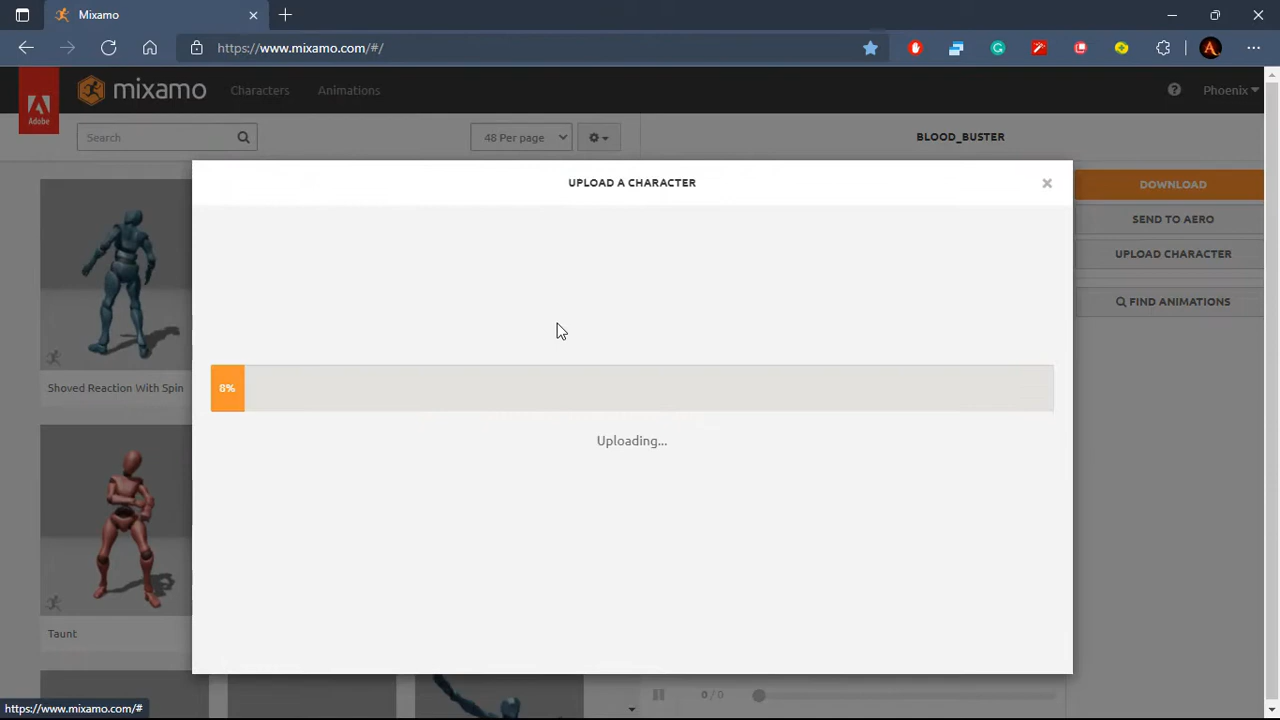 Mixamo
https://www.mixamo.com/#/
Adobe
mixamo
Characters
Animations
Phoenix
Search
48 Per page
BLOOD_BUSTER
UPLOAD A CHARACTER
DOWNLOAD
SEND TO AERO
UPLOAD CHARACTER
FIND ANIMATIONS
8%
Uploading...
Shoved Reaction With Spin
Taunt
0 / 0
https://www.mixamo.com/#